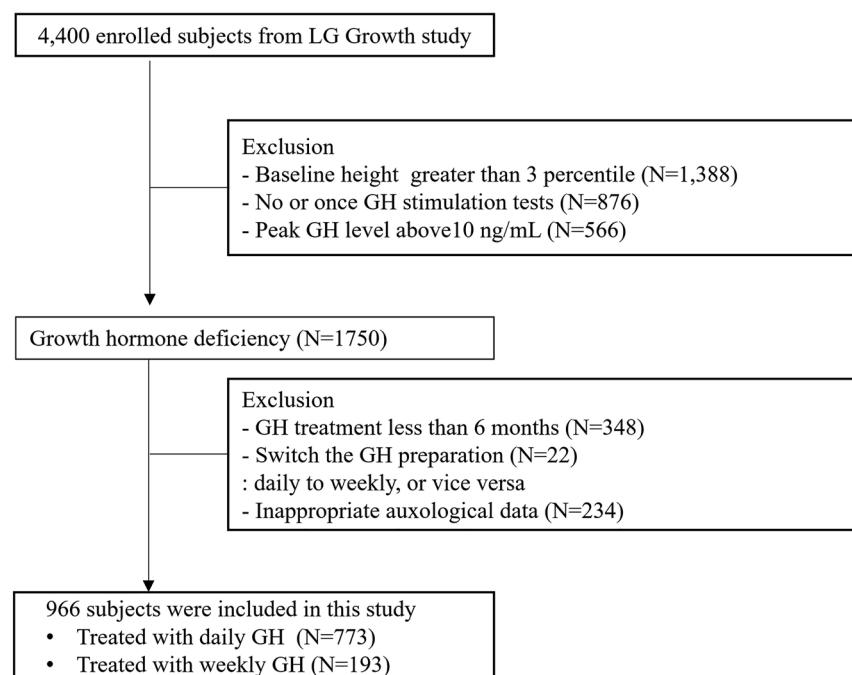 4,400 enrolled subjects from LG Growth study
Exclusion
- Baseline height greater than 3 percentile (N=1,388)
- No or once GH stimulation tests (N=876)
- Peak GH level above10 ng/mL (N=566)
Growth hormone deficiency (N=1750)
Exclusion
- GH treatment less than 6 months (N=348)
- Switch the GH preparation (N=22)
: daily to weekly, or vice versa
- Inappropriate auxological data (N=234)
966 subjects were included in this study
• Treated with daily GH (N=773)
• Treated with weekly GH (N=193)